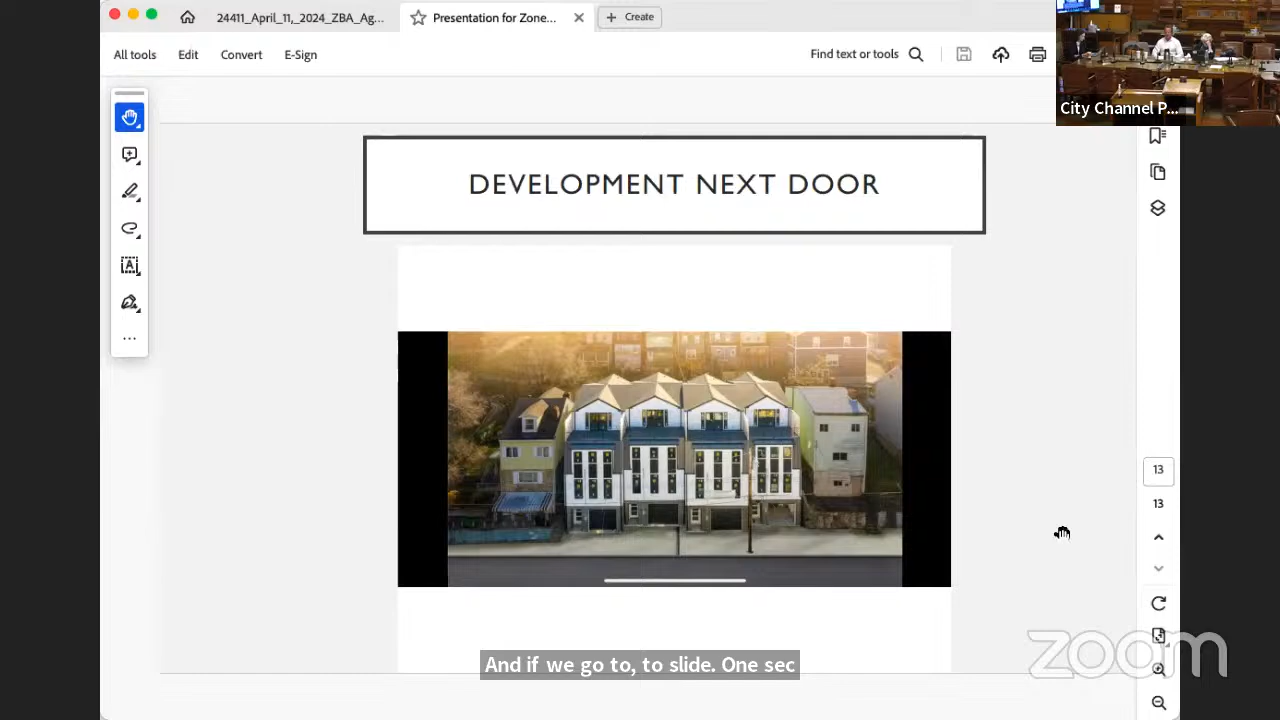 24411_April_11,_2024_ZBA_Ag...
Presentation for Zone...
Create
All tools
Edit
Convert
E-Sign
Find text or tools
City Channel P...
DEVELOPMENT NEXT DOOR
13
13
And if we go to, to slide. One sec
zoom